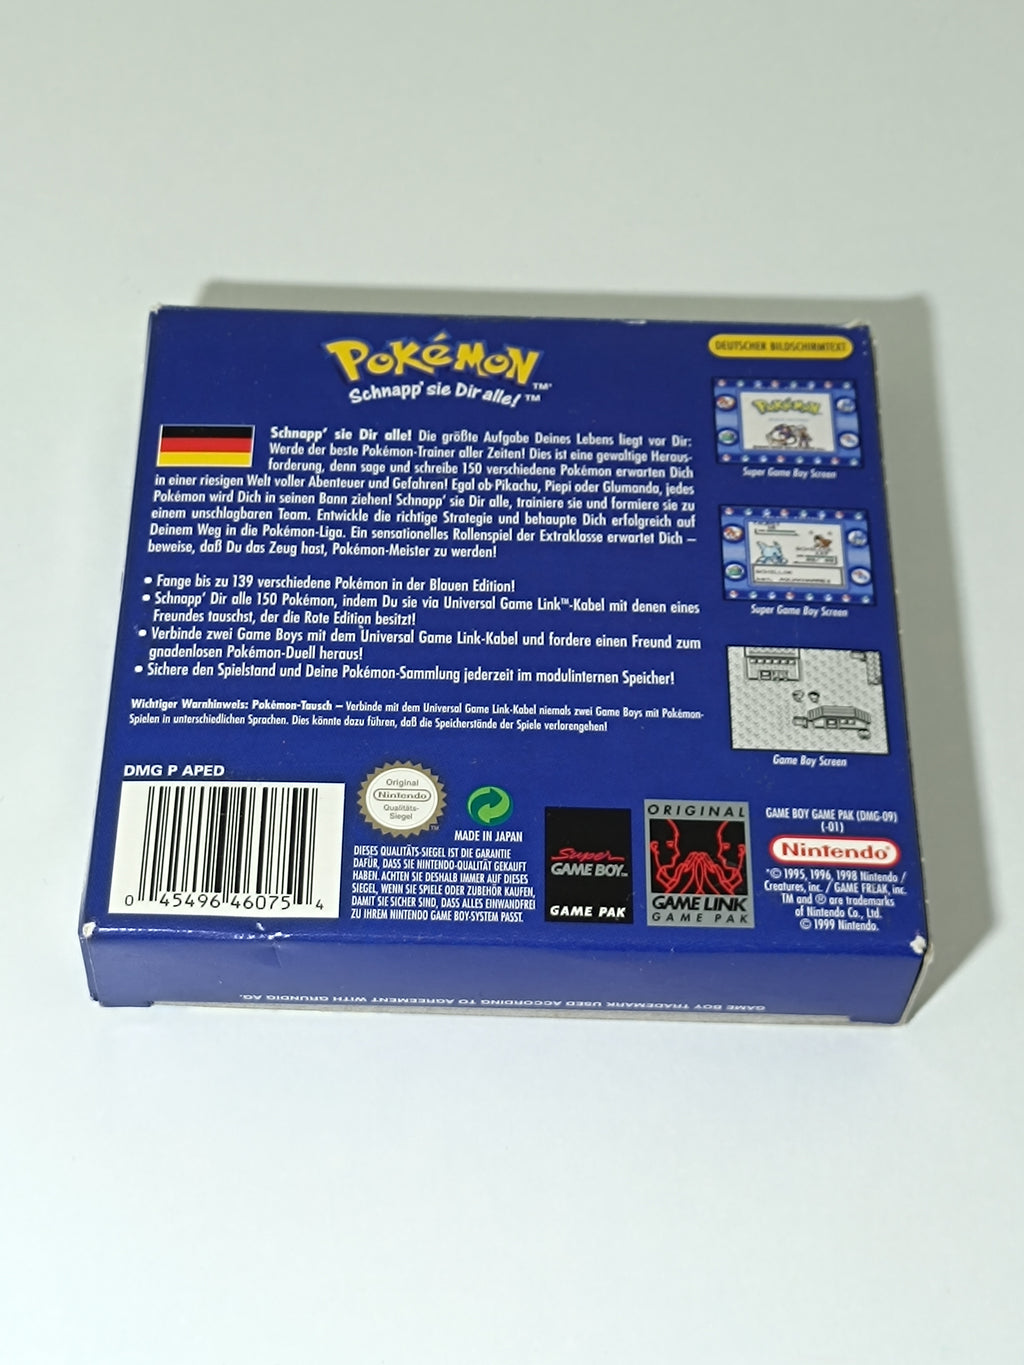 POKéMON™
Schnapp' sie Dir alle!™
DEUTSCHER BILDSCHIRMTEXT
Schnapp' sie Dir alle! Die größte Aufgabe Deines Lebens liegt vor Dir:
Werde der beste Pokémon-Trainer aller Zeiten! Dies ist eine gewaltige Heraus-
forderung, denn sage und schreibe 150 verschiedene Pokémon erwarten Dich
in einer riesigen Welt voller Abenteuer und Gefahren! Egal ob Pikachu, Piepi oder Glumanda, jedes
Pokémon wird Dich in seinen Bann ziehen! Schnapp' sie Dir alle, trainiere sie und formiere sie zu
einem unschlagbaren Team. Entwickle die richtige Strategie und behaupte Dich erfolgreich auf
Deinem Weg in die Pokémon-Liga. Ein sensationelles Rollenspiel der Extraklasse erwartet Dich –
beweise, daß Du das Zeug hast, Pokémon-Meister zu werden!
• Fange bis zu 139 verschiedene Pokémon in der Blauen Edition!
• Schnapp' Dir alle 150 Pokémon, indem Du sie via Universal Game Link™-Kabel mit denen eines
Freundes tauschst, der die Rote Edition besitzt!
• Verbinde zwei Game Boys mit dem Universal Game Link-Kabel und fordere einen Freund zum
gnadenlosen Pokémon-Duell heraus!
• Sichere den Spielstand und Deine Pokémon-Sammlung jederzeit im modulinternen Speicher!
Wichtiger Warnhinweis: Pokémon-Tausch – Verbinde mit dem Universal Game Link-Kabel niemals zwei Game Boys mit Pokémon-
Spielen in unterschiedlichen Sprachen. Dies könnte dazu führen, daß die Speicherstände der Spiele verlorengehen!
POKéMON
Super Game Boy Screen
Super Game Boy Screen
Game Boy Screen
DMG P APED
0 45496 46075 4
Original
Nintendo
Qualitäts-
Siegel
TM
MADE IN JAPAN
DIESES QUALITÄTS-SIEGEL IST DIE GARANTIE
DAFÜR, DASS SIE NINTENDO-QUALITÄT GEKAUFT
HABEN. ACHTEN SIE DESHALB IMMER AUF DIESES
SIEGEL, WENN SIE SPIELE ODER ZUBEHÖR KAUFEN,
DAMIT SIE SICHER SIND, DASS ALLES EINWANDFREI
ZU IHREM NINTENDO GAME BOY-SYSTEM PASST.
Super
GAME BOY™
GAME PAK
ORIGINAL
GAME LINK
GAME PAK
GAME BOY GAME PAK (DMG-09)
(-01)
Nintendo®
"© 1995, 1996, 1998 Nintendo /
Creatures, inc. / GAME FREAK, inc.
TM and ® are trademarks
of Nintendo Co., Ltd.
© 1999 Nintendo.
GAME BOY TRADEMARK USED ACCORDING TO AGREEMENT WITH GRUNDIG AG.